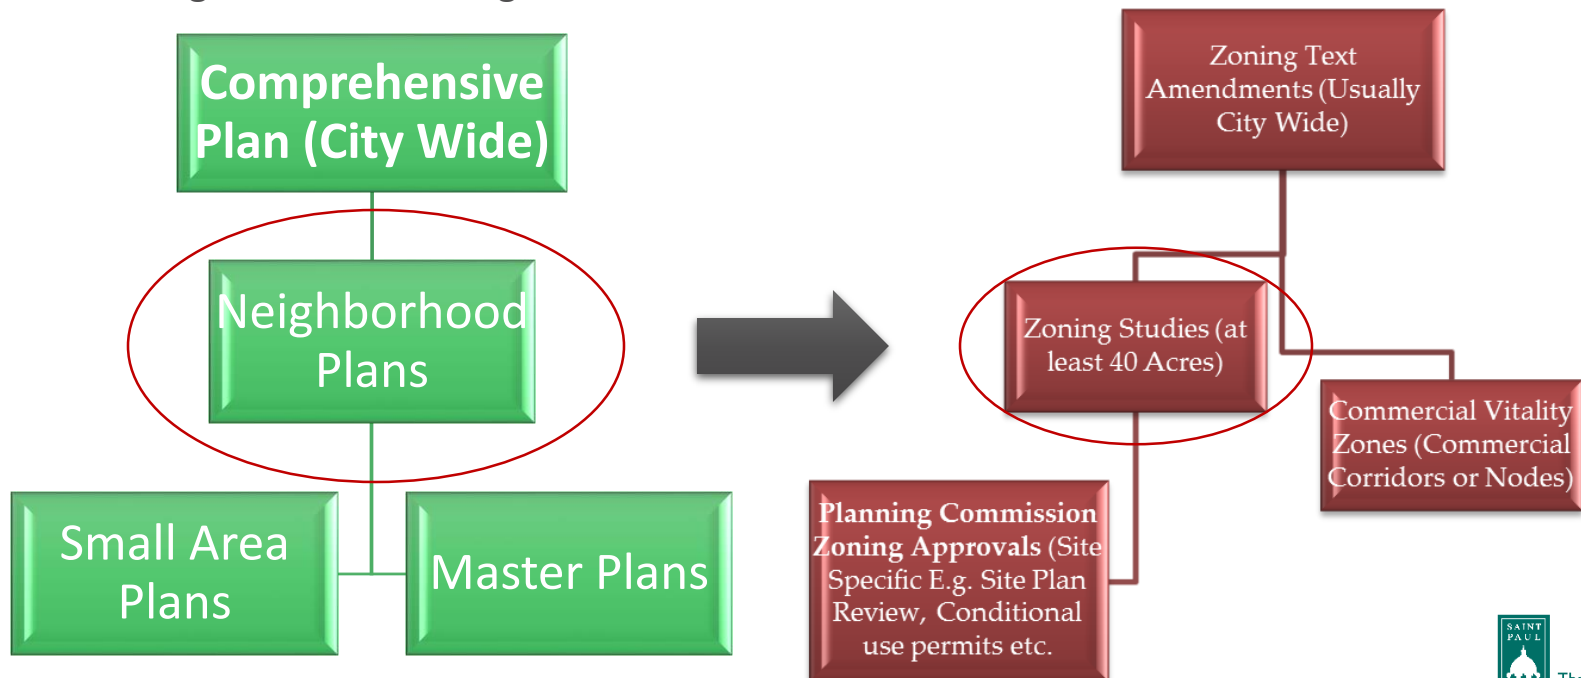 Comprehensive
Plan (City Wide)
Neighborhood
Plans
Small Area
Plans
Master Plans
Zoning Text
Amendments (Usually
City Wide)
Zoning Studies (at
least 40 Acres)
Commercial Vitality
Zones (Commercial
Corridors or Nodes)
Planning Commission
Zoning Approvals (Site
Specific E.g. Site Plan
Review, Conditional
use permits etc.
SAINT
PAUL